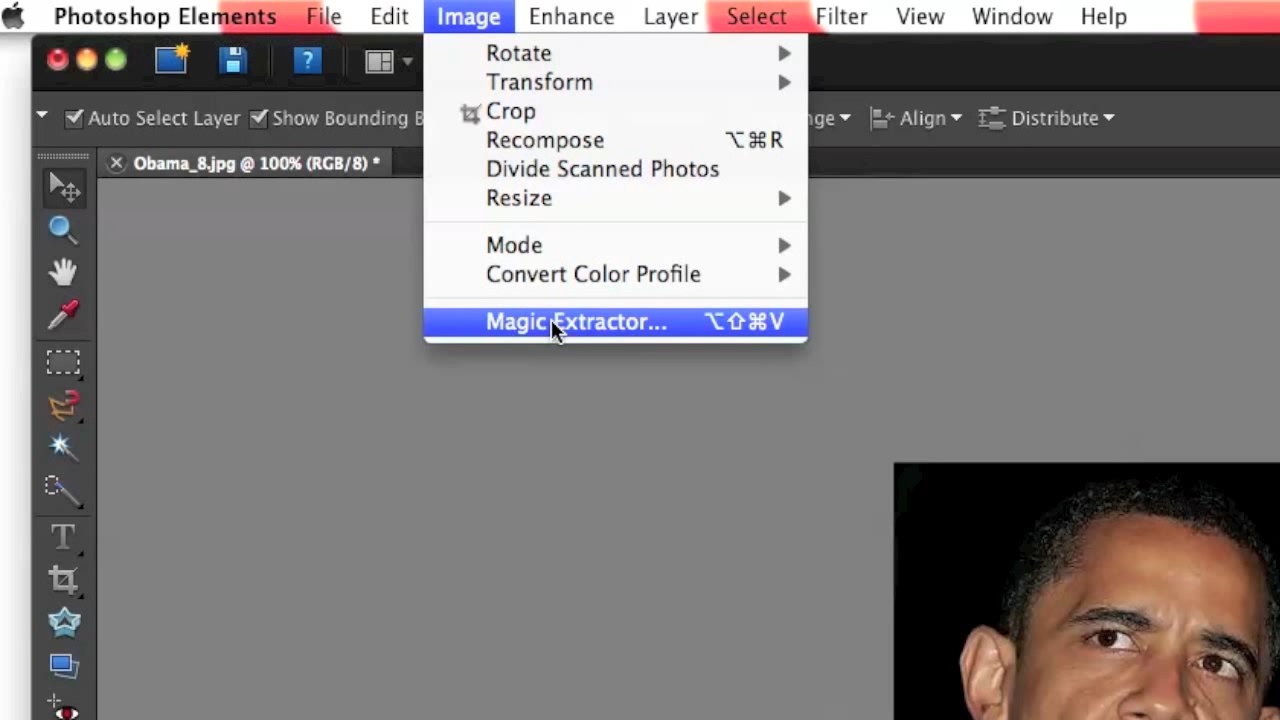 Photoshop Elements File Edit Image Enhance Layer Select Filter View Window Help
Rotate
Transform
Crop
Recompose ⌥⌘R
Divide Scanned Photos
Resize
Mode
Convert Color Profile
Magic Extractor... ⌥⇧⌘V
?
Auto Select Layer Show Bounding B nge Align Distribute
Obama_8.jpg @ 100% (RGB/8) *
T